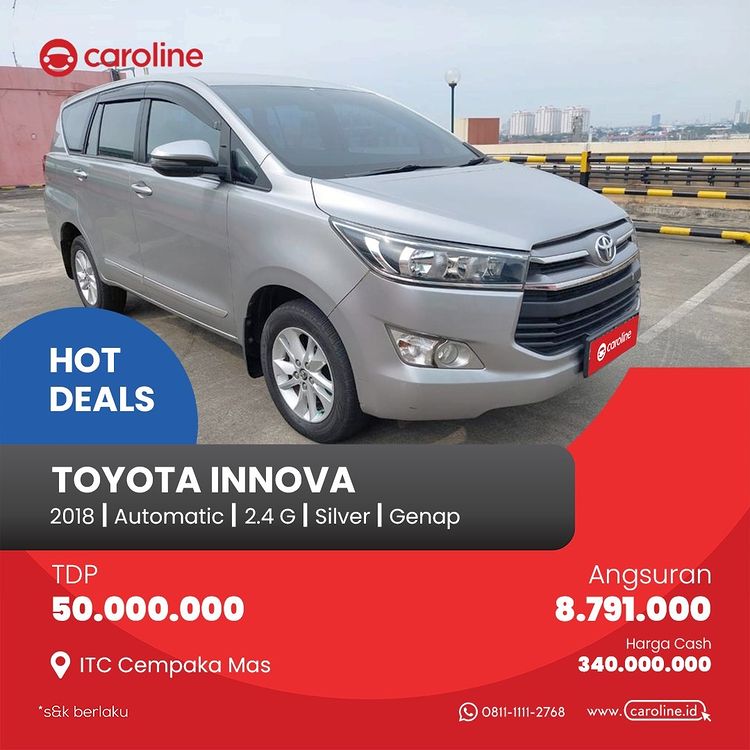 caroline
caroline
HOT
DEALS
TOYOTA INNOVA
2018 | Automatic | 2.4 G | Silver | Genap
TDP
50.000.000
Angsuran
8.791.000
Harga Cash
340.000.000
ITC Cempaka Mas
*s&k berlaku
0811-1111-2768
www.caroline.id